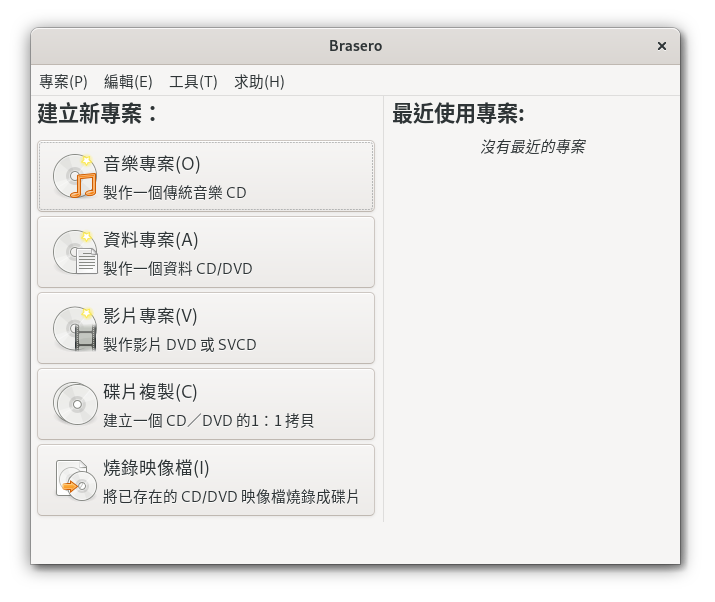 Brasero
專案(P) 編輯(E) 工具(T) 求助(H)
建立新專案：
音樂專案(O)
製作一個傳統音樂 CD
資料專案(A)
製作一個資料 CD/DVD
影片專案(V)
製作影片 DVD 或 SVCD
碟片複製(C)
建立一個 CD／DVD 的1：1拷貝
燒錄映像檔(I)
將已存在的 CD/DVD 映像檔燒錄成碟片
最近使用專案:
沒有最近的專案